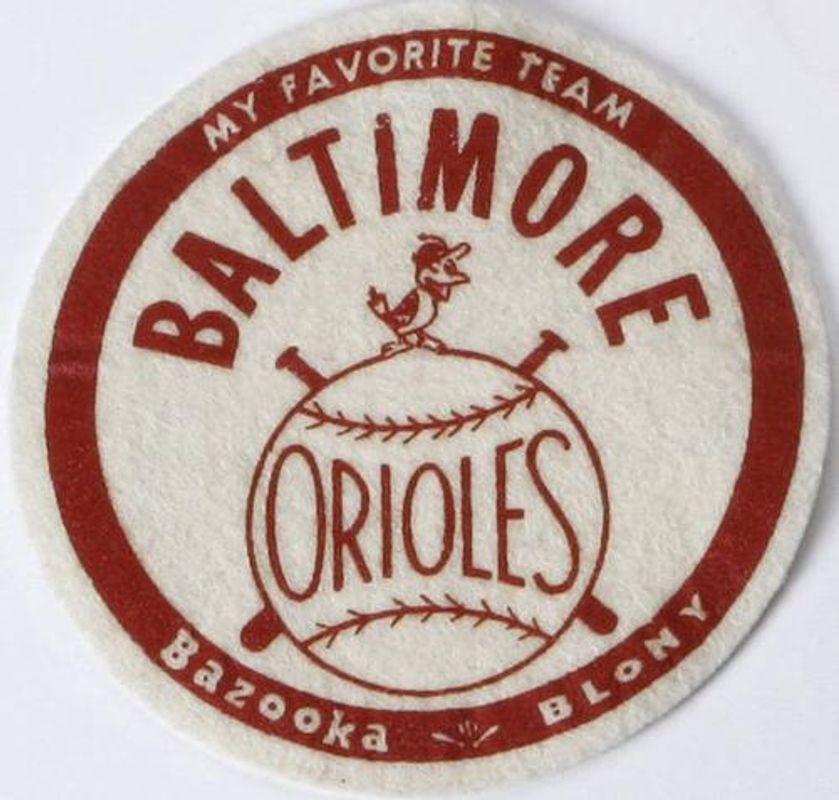 MY FAVORITE TEAM
BALTiMORE
ORIOLES
Bazooka BLONY